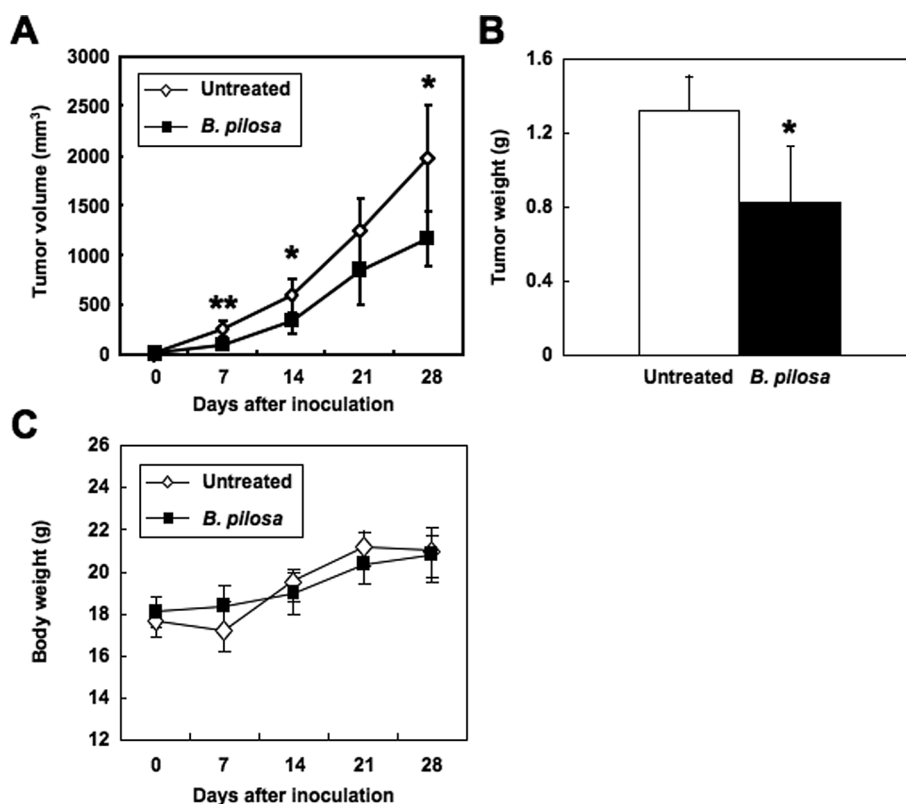 A
3000
2500
2000
1500
1000
500
0
Tumor volume (mm³)
Untreated
B. pilosa
**
*
*
0 7 14 21 28
Days after inoculation
B
1.6
1.2
0.8
0.4
0
Tumor weight (g)
*
Untreated B. pilosa
C
26
24
22
20
18
16
14
12
Body weight (g)
Untreated
B. pilosa
0 7 14 21 28
Days after inoculation